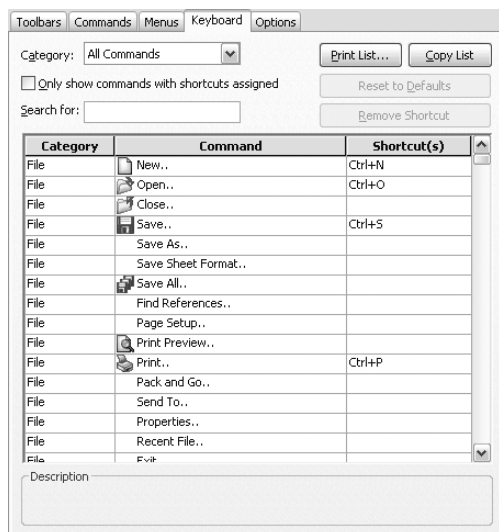 Toolbars Commands Menus Keyboard Options
Category: All Commands Print List... Copy List
Only show commands with shortcuts assigned Reset to Defaults
Search for: Remove Shortcut
Category Command Shortcut(s)
File New.. Ctrl+N
File Open.. Ctrl+O
File Close..
File Save.. Ctrl+S
File Save As..
File Save Sheet Format..
File Save All..
File Find References..
File Page Setup..
File Print Preview..
File Print.. Ctrl+P
File Pack and Go..
File Send To..
File Properties..
File Recent File..
File Exit
Description